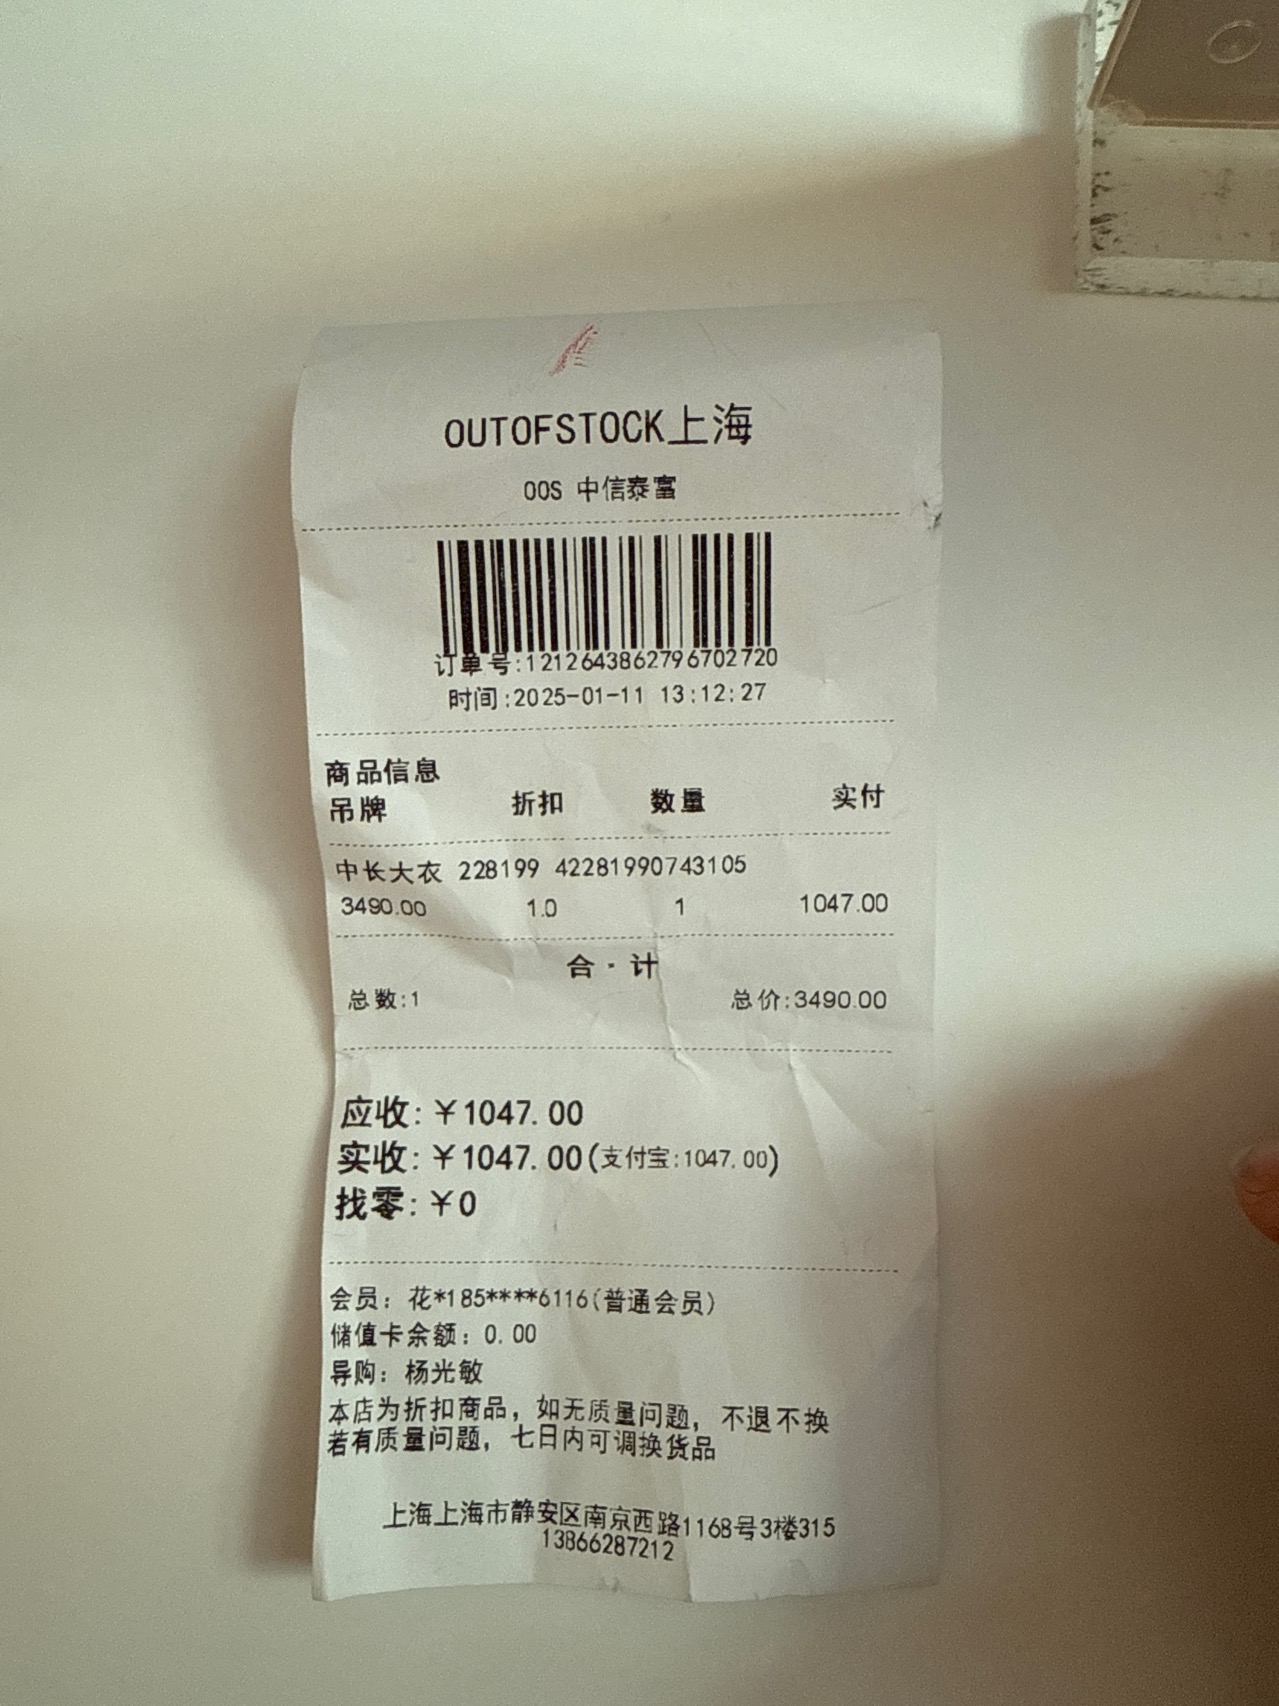 OUTOFSTOCK上海
OOS 中信泰富
订单号:1212643862796702720
时间:2025-01-11 13:12:27
商品信息
吊牌 折扣 数量 实付
中长大衣 228199 42281990743105
3490.00 1.0 1 1047.00
合·计
总数:1 总价:3490.00
应收:￥1047.00
实收:￥1047.00(支付宝:1047.00)
找零:￥0
会员：花*185****6116(普通会员)
储值卡余额：0.00
导购：杨光敏
本店为折扣商品，如无质量问题，不退不换
若有质量问题，七日内可调换货品
上海上海市静安区南京西路1168号3楼315
13866287212